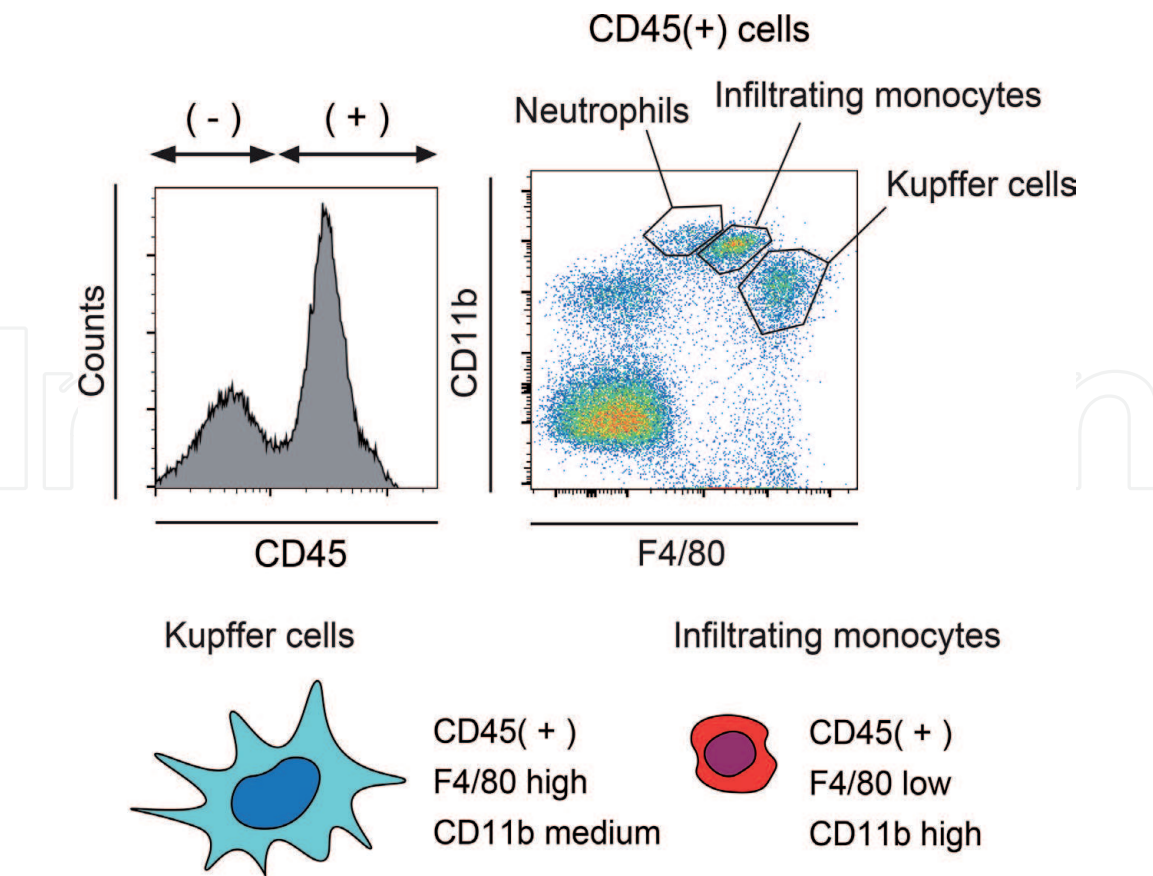 CD45(+) cells
( - )
( + )
Neutrophils
Infiltrating monocytes
Kupffer cells
Counts
CD11b
CD45
F4/80
Kupffer cells
Infiltrating monocytes
CD45( + )
F4/80 high
CD11b medium
CD45( + )
F4/80 low
CD11b high